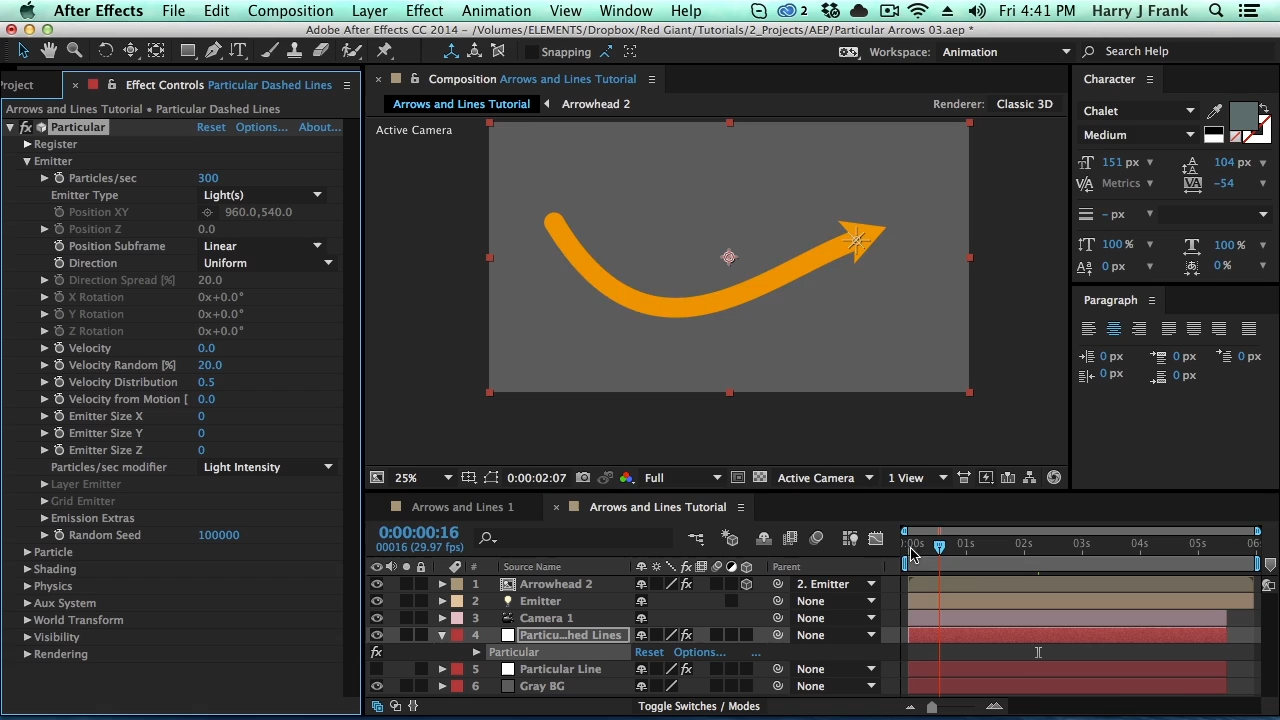 After Effects File Edit Composition Layer Effect Animation View Window Help 2 Fri 4:41 PM Harry J Frank
Adobe After Effects CC 2014 - /Volumes/ELEMENTS/Dropbox/Red Giant/Tutorials/2_Projects/AEP/Particular Arrows 03.aep *
Snapping Workspace: Animation Search Help
Project × Effect Controls Particular Dashed Lines
Arrows and Lines Tutorial • Particular Dashed Lines
fx Particular Reset Options... About...
Register
Emitter
Particles/sec 300
Emitter Type Light(s)
Position XY 960.0,540.0
Position Z 0.0
Position Subframe Linear
Direction Uniform
Direction Spread [%] 20.0
X Rotation 0x+0.0°
Y Rotation 0x+0.0°
Z Rotation 0x+0.0°
Velocity 0.0
Velocity Random [%] 20.0
Velocity Distribution 0.5
Velocity from Motion [ 0.0
Emitter Size X 0
Emitter Size Y 0
Emitter Size Z 0
Particles/sec modifier Light Intensity
Layer Emitter
Grid Emitter
Emission Extras
Random Seed 100000
Particle
Shading
Physics
Aux System
World Transform
Visibility
Rendering
× Composition Arrows and Lines Tutorial
Arrows and Lines Tutorial Arrowhead 2 Renderer: Classic 3D
Active Camera
25% 0:00:02:07 Full Active Camera 1 View
Character
Chalet
Medium
151 px 104 px
Metrics -54
- px
100 % 100 %
0 px 0 %
Paragraph
0 px 0 px 0 px
0 px 0 px
Arrows and Lines 1 × Arrows and Lines Tutorial
0:00:00:16
00016 (29.97 fps)
0:00s 01s 02s 03s 04s 05s 06s
# Source Name fx Parent
1 Arrowhead 2 fx 2. Emitter
2 Emitter None
3 Camera 1 None
4 Particu...hed Lines fx None
fx Particular Reset Options... ...
5 Particular Line fx None
6 Gray BG None
Toggle Switches / Modes